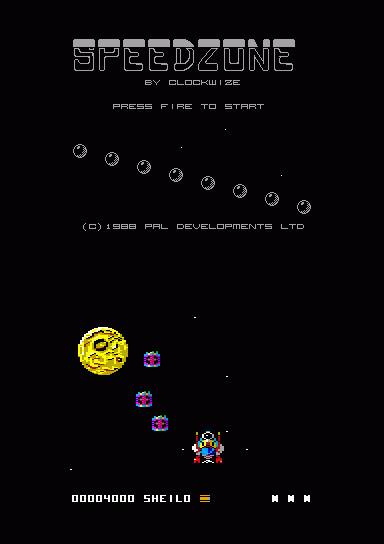 SPEEDZONE
BY CLOCKWIZE
PRESS FIRE TO START
(C)1988 PAL DEVELOPMENTS LTD
00004000 SHEILD